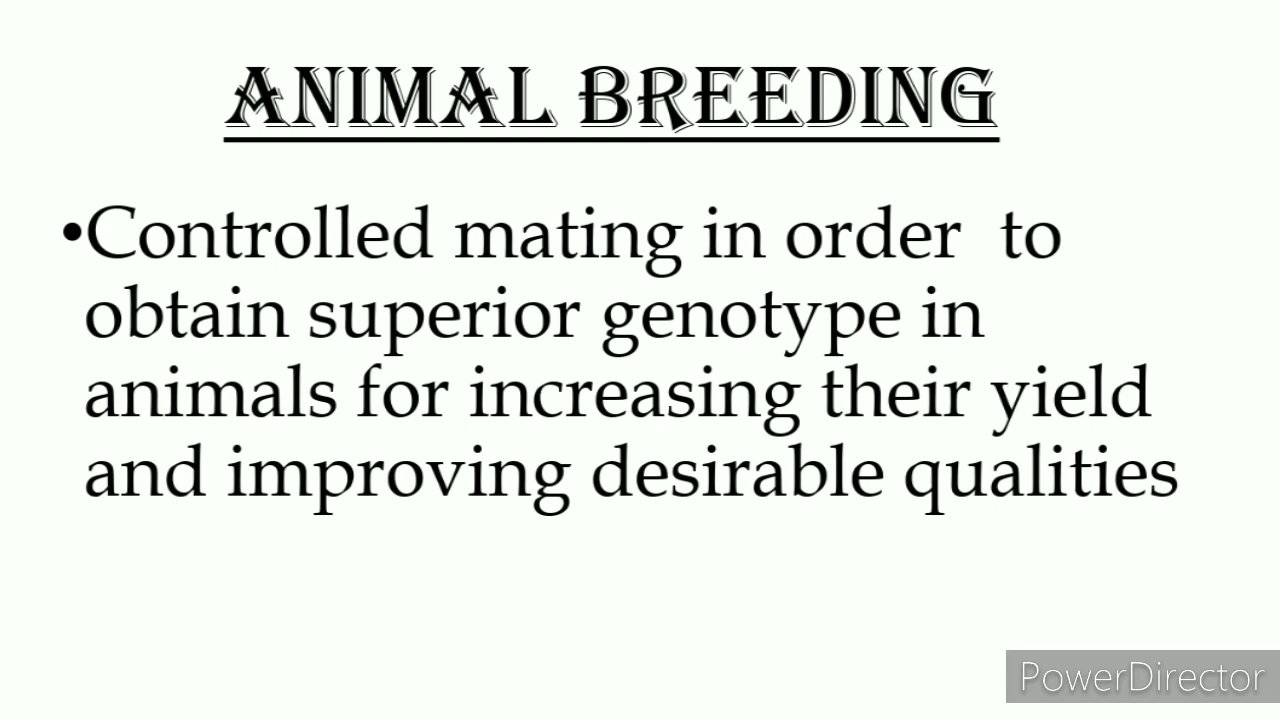 ANIMAL BREEDING
•Controlled mating in order to
obtain superior genotype in
animals for increasing their yield
and improving desirable qualities
PowerDirector